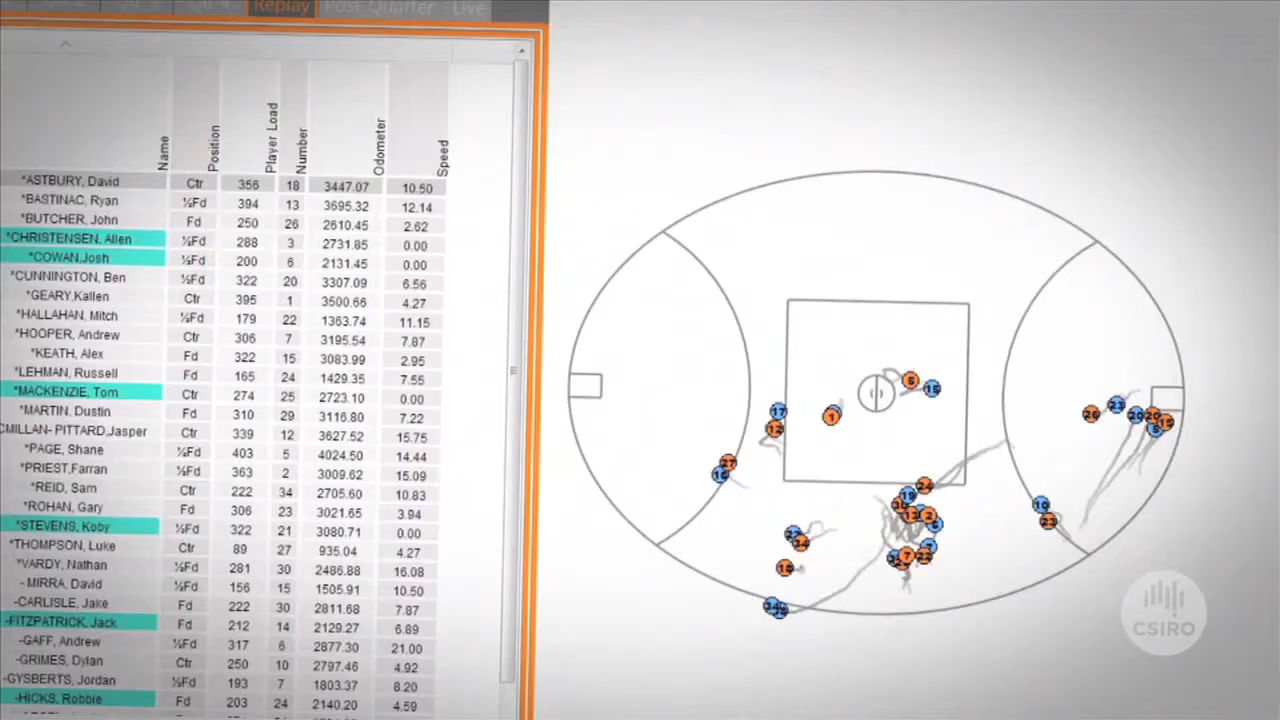 Replay Post-Quarter - Live
Name Position Player Load Number Odometer Speed
*ASTBURY, David Ctr 356 18 3447.07 10.50
*BASTINAC, Ryan ½Fd 394 13 3695.32 12.14
*BUTCHER, John Fd 250 26 2610.45 2.62
*CHRISTENSEN, Allen ½Fd 288 3 2731.85 0.00
*COWAN,Josh ½Fd 200 6 2131.45 0.00
*CUNNINGTON, Ben ½Fd 322 20 3307.09 6.56
*GEARY,Kallen Ctr 395 1 3500.66 4.27
*HALLAHAN, Mitch ½Fd 179 22 1363.74 11.15
*HOOPER, Andrew Ctr 306 7 3195.54 7.87
*KEATH, Alex Fd 322 15 3083.99 2.95
*LEHMAN, Russell Fd 165 24 1429.35 7.55
*MACKENZIE, Tom Ctr 274 25 2723.10 0.00
*MARTIN, Dustin Fd 310 29 3116.80 7.22
CMILLAN- PITTARD,Jasper Ctr 339 12 3627.52 15.75
*PAGE, Shane ½Fd 403 5 4024.50 14.44
*PRIEST,Farran ½Fd 363 2 3009.62 15.09
*REID, Sam Ctr 222 34 2705.60 10.83
*ROHAN, Gary Fd 306 23 3021.65 3.94
*STEVENS, Koby ½Fd 322 21 3080.71 0.00
*THOMPSON, Luke Ctr 89 27 935.04 4.27
*VARDY, Nathan ½Fd 281 30 2486.88 16.08
- MIRRA, David ½Fd 156 15 1505.91 10.50
-CARLISLE, Jake Fd 222 30 2811.68 7.87
-FITZPATRICK, Jack Fd 212 14 2129.27 6.89
-GAFF, Andrew ½Fd 317 6 2877.30 21.00
-GRIMES, Dylan Ctr 250 10 2797.46 4.92
-GYSBERTS, Jordan ½Fd 193 7 1803.37 8.20
-HICKS, Robbie Fd 203 24 2140.20 4.59
15
17
1
12
27
23
20
10
24
19
13
2
7
CSIRO